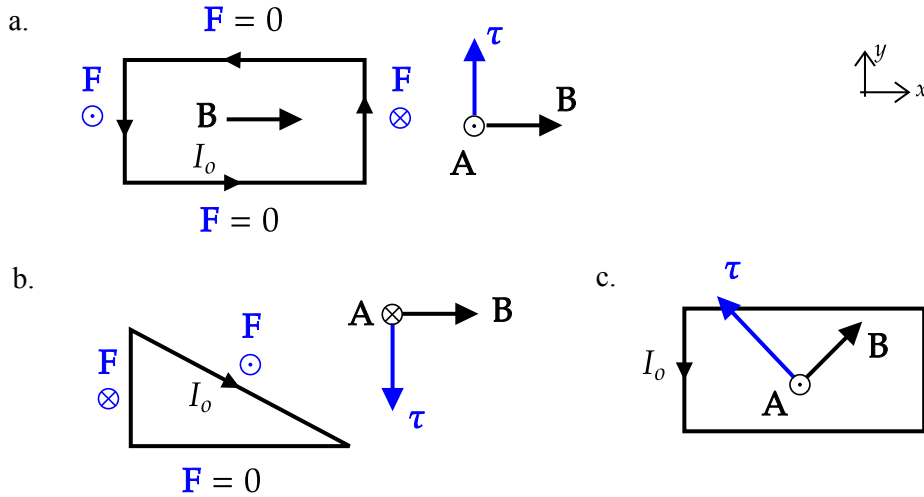 a.
F = 0
F
F
B
I_o
F = 0
τ
B
A
y
x
b.
F
F
I_o
F = 0
A
B
τ
c.
τ
I_o
B
A